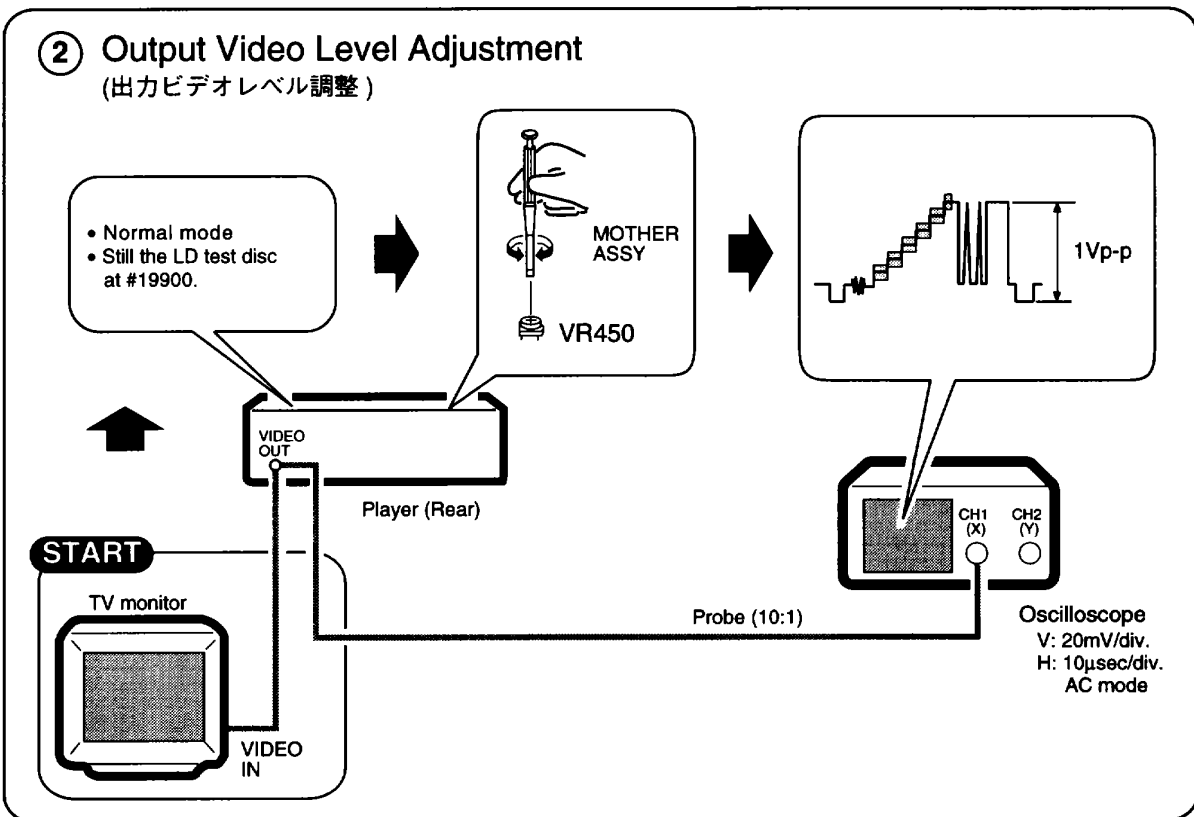 ② Output Video Level Adjustment
(出力ビデオレベル調整)
• Normal mode
• Still the LD test disc
at #19900.
MOTHER
ASSY
VR450
1Vp-p
VIDEO
OUT
Player (Rear)
CH1
(X)
CH2
(Y)
START
TV monitor
VIDEO
IN
Probe (10:1)
Oscilloscope
V: 20mV/div.
H: 10µsec/div.
AC mode